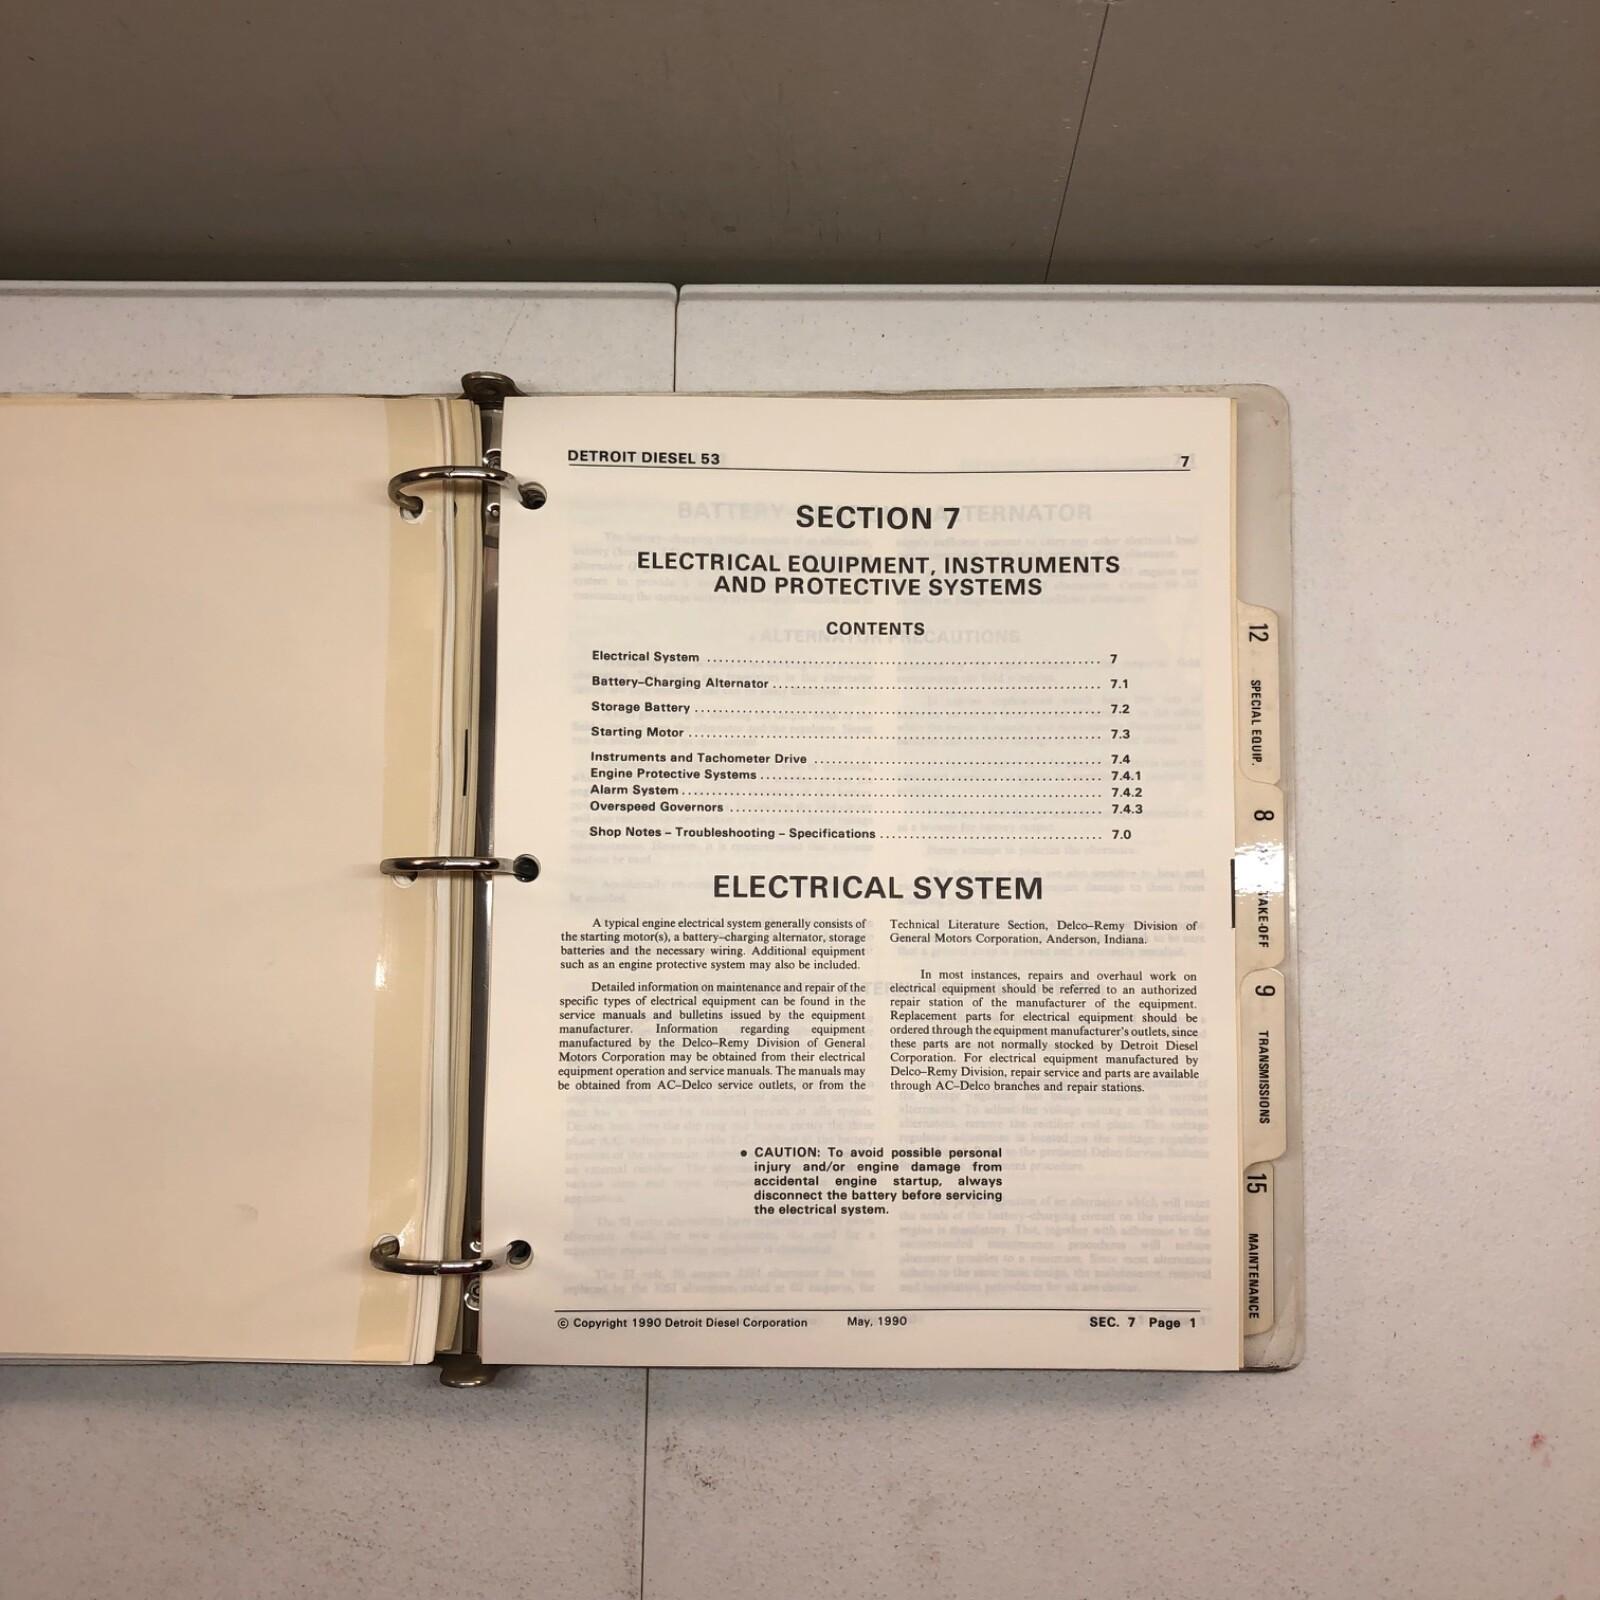 DETROIT DIESEL 53
7
SECTION 7
ELECTRICAL EQUIPMENT, INSTRUMENTS
AND PROTECTIVE SYSTEMS
CONTENTS
Electrical System ........ 7
Battery–Charging Alternator ........ 7.1
Storage Battery ........ 7.2
Starting Motor ........ 7.3
Instruments and Tachometer Drive ........ 7.4
Engine Protective Systems ........ 7.4.1
Alarm System ........ 7.4.2
Overspeed Governors ........ 7.4.3
Shop Notes – Troubleshooting – Specifications ........ 7.0
ELECTRICAL SYSTEM
A typical engine electrical system generally consists of
the starting motor(s), a battery–charging alternator, storage
batteries and the necessary wiring. Additional equipment
such as an engine protective system may also be included.
Detailed information on maintenance and repair of the
specific types of electrical equipment can be found in the
service manuals and bulletins issued by the equipment
manufacturer. Information regarding equipment
manufactured by the Delco–Remy Division of General
Motors Corporation may be obtained from their electrical
equipment operation and service manuals. The manuals may
be obtained from AC–Delco service outlets, or from the
Technical Literature Section, Delco–Remy Division of
General Motors Corporation, Anderson, Indiana.
In most instances, repairs and overhaul work on
electrical equipment should be referred to an authorized
repair station of the manufacturer of the equipment.
Replacement parts for electrical equipment should be
ordered through the equipment manufacturer's outlets, since
these parts are not normally stocked by Detroit Diesel
Corporation. For electrical equipment manufactured by
Delco–Remy Division, repair service and parts are available
through AC–Delco branches and repair stations.
• CAUTION: To avoid possible personal
injury and/or engine damage from
accidental engine startup, always
disconnect the battery before servicing
the electrical system.
© Copyright 1990 Detroit Diesel Corporation
May, 1990
SEC. 7 Page 1
12 SPECIAL EQUIP.
8 TAKE-OFF
9 TRANSMISSIONS
15 MAINTENANCE